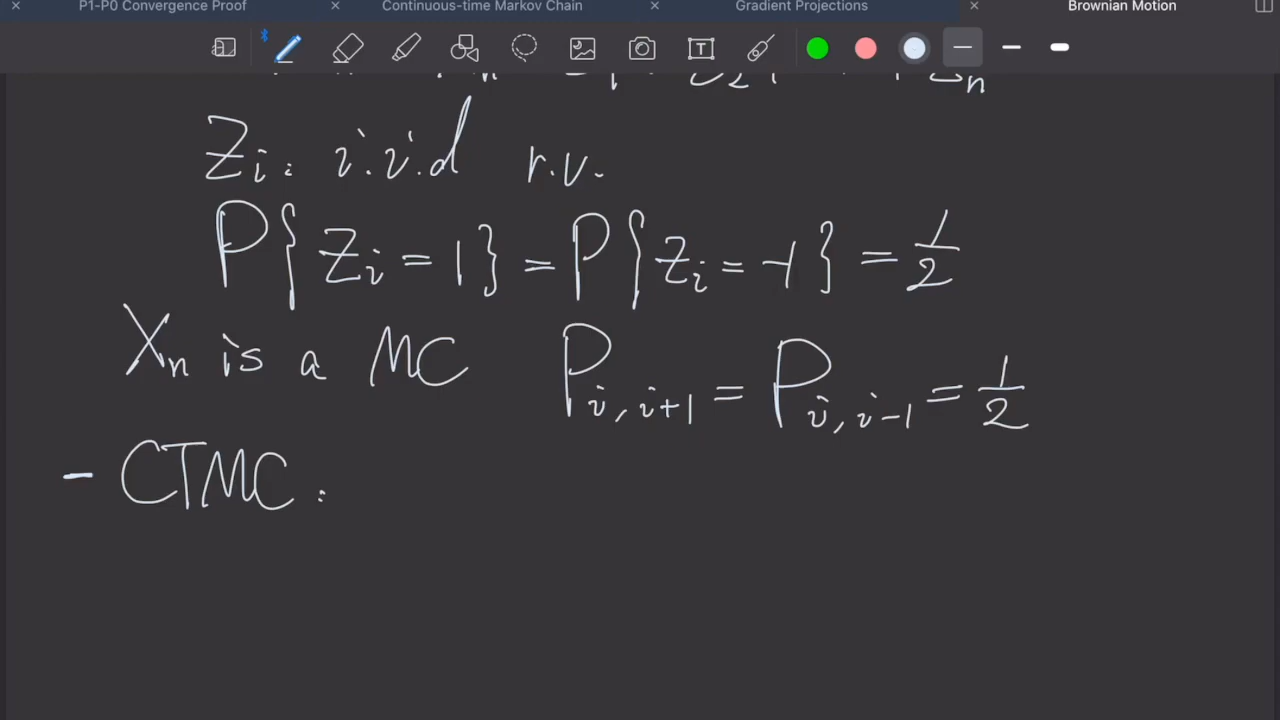 P1-P0 Convergence Proof Continuous-time Markov Chain Gradient Projections Brownian Motion
Zi: i.i.d r.v.
P{Zi = 1} = P{Zi = -1} = 1/2
Xn is a MC Pi,i+1 = Pi,i-1 = 1/2
- CTMC: